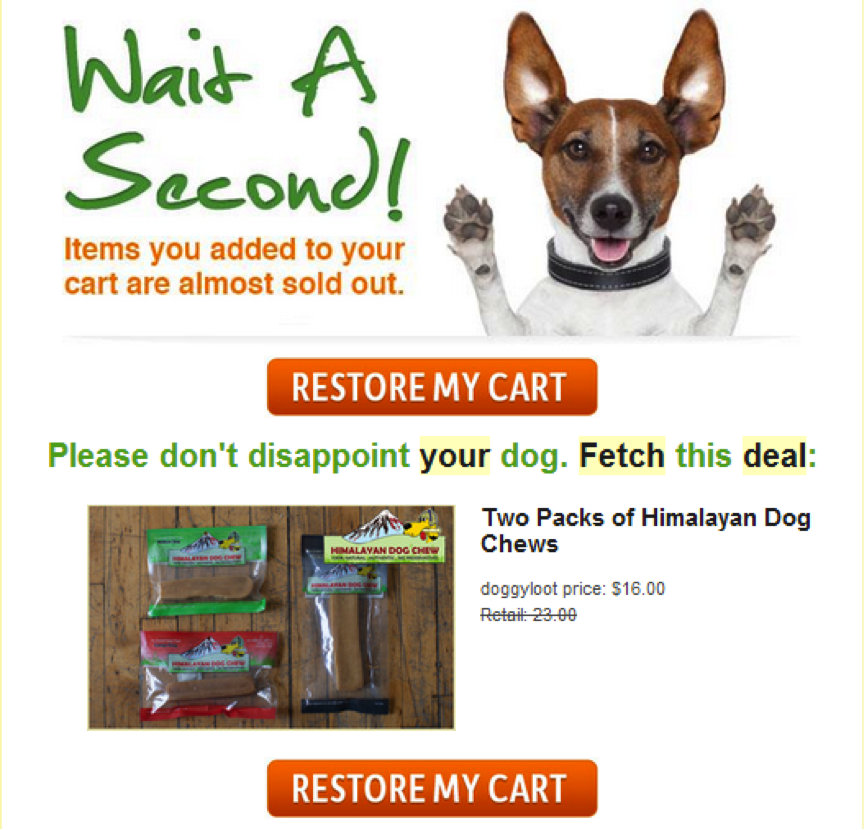 Wait A
Second!
Items you added to your
cart are almost sold out.
RESTORE MY CART
Please don't disappoint your dog. Fetch this deal:
HIMALAYAN DOG CHEW
HIMALAYAN DOG CHEW
HIMALAYAN DOG CHEW
HIMALAYAN DOG CHEW
Two Packs of Himalayan Dog
Chews
doggyloot price: $16.00
Retail: 23.00
RESTORE MY CART